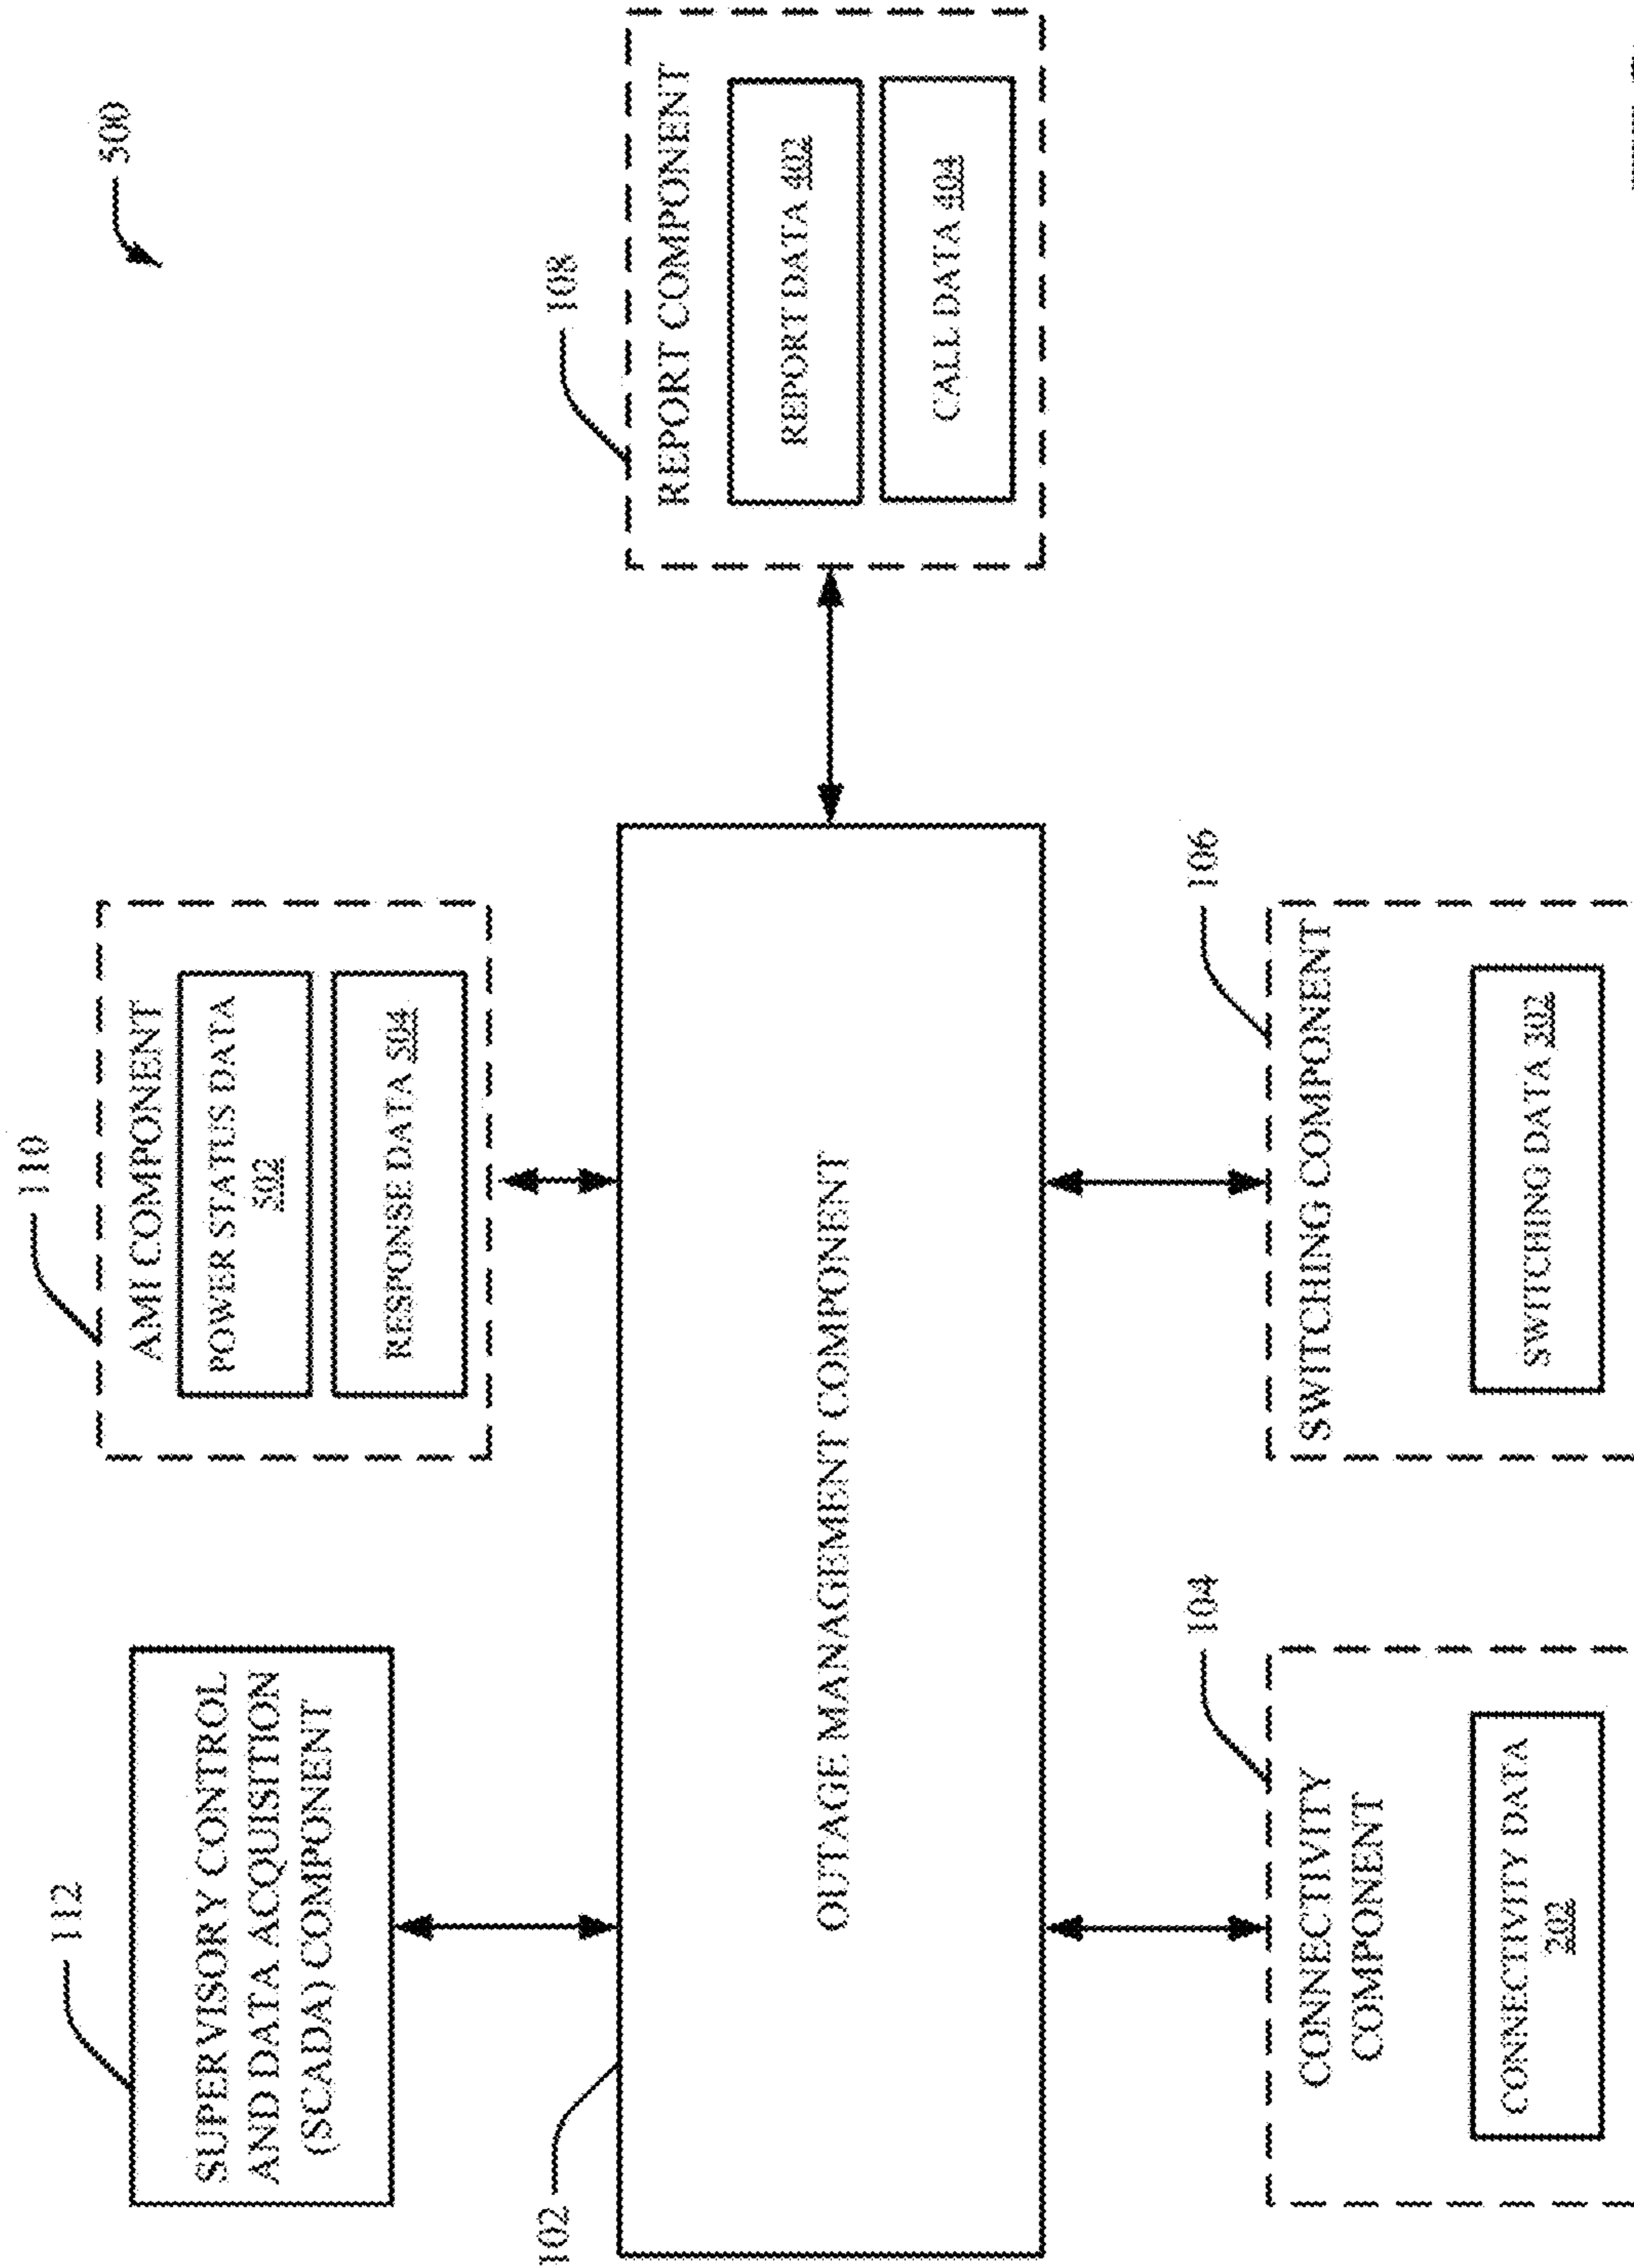 500
112
SUPERVISORY CONTROL
AND DATA ACQUISITION
(SCADA) COMPONENT
110
AMI COMPONENT
POWER STATUS DATA
502
RESPONSE DATA 504
102
OUTAGE MANAGEMENT COMPONENT
108
REPORT COMPONENT
REPORT DATA 402
CALL DATA 404
104
CONNECTIVITY
COMPONENT
CONNECTIVITY DATA
202
106
SWITCHING COMPONENT
SWITCHING DATA 302